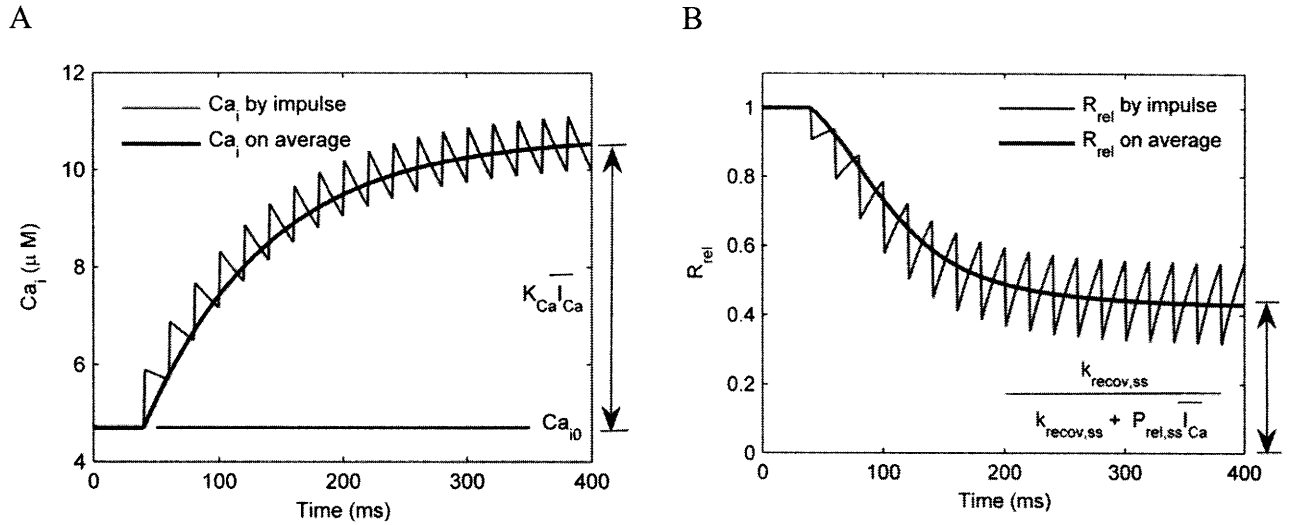 A
12
10
8
6
4
Ca_i (μ M)
Ca_i by impulse
Ca_i on average
K_Ca I̅_Ca
Ca_i0
0 100 200 300 400
Time (ms)
B
1
0.8
0.6
0.4
0.2
0
R_rel
R_rel by impulse
R_rel on average
k_recov,ss
k_recov,ss + P_rel,ss I̅_Ca
0 100 200 300 400
Time (ms)